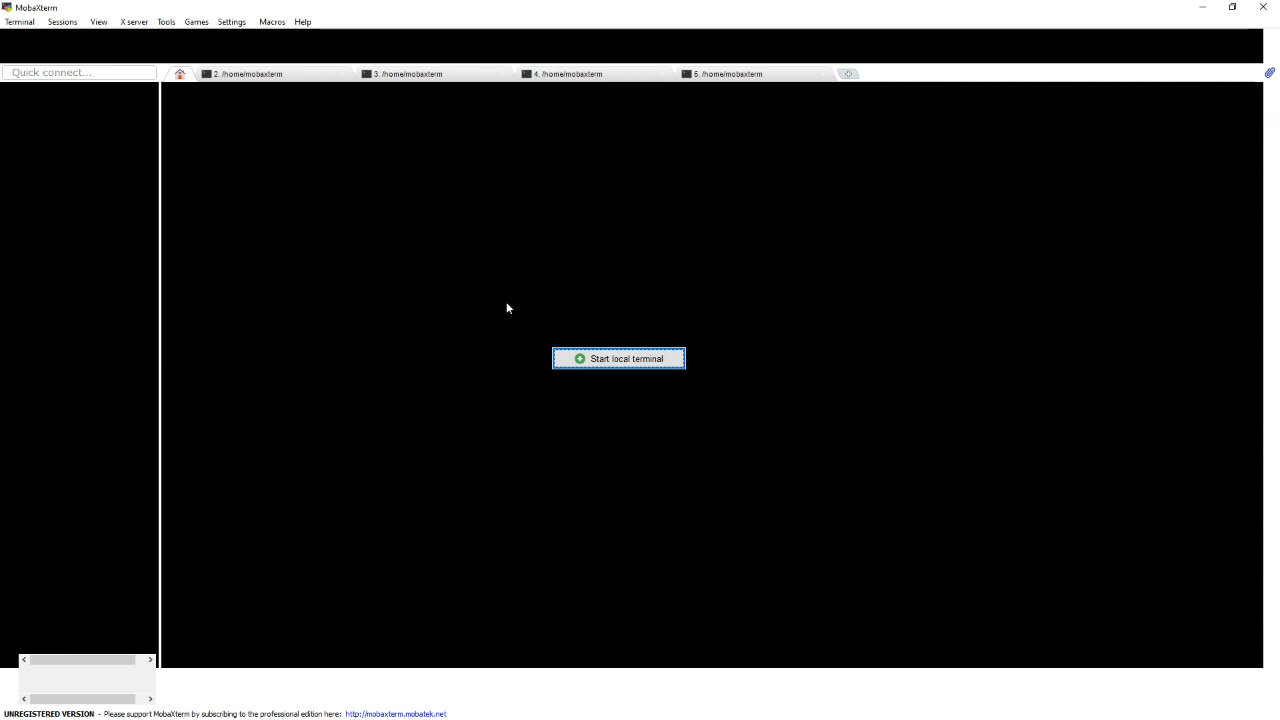 MobaXterm
Terminal Sessions View X server Tools Games Settings Macros Help
Quick connect... 2. /home/mobaxterm 3. /home/mobaxterm 4. /home/mobaxterm 5. /home/mobaxterm
Start local terminal
UNREGISTERED VERSION - Please support MobaXterm by subscribing to the professional edition here: http://mobaxterm.mobatek.net